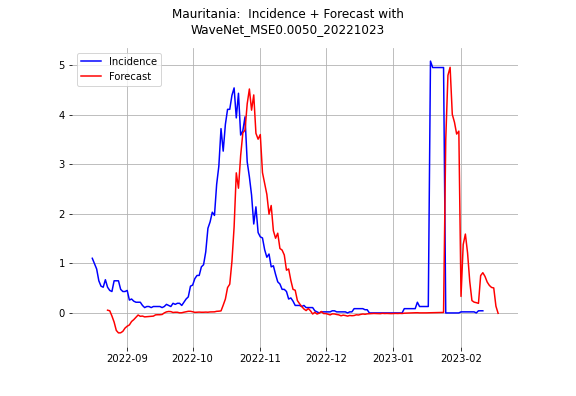 Mauritania:  Incidence + Forecast with
WaveNet_MSE0.0050_20221023
Incidence
Forecast
5
4
3
2
1
0
2022-09 2022-10 2022-11 2022-12 2023-01 2023-02